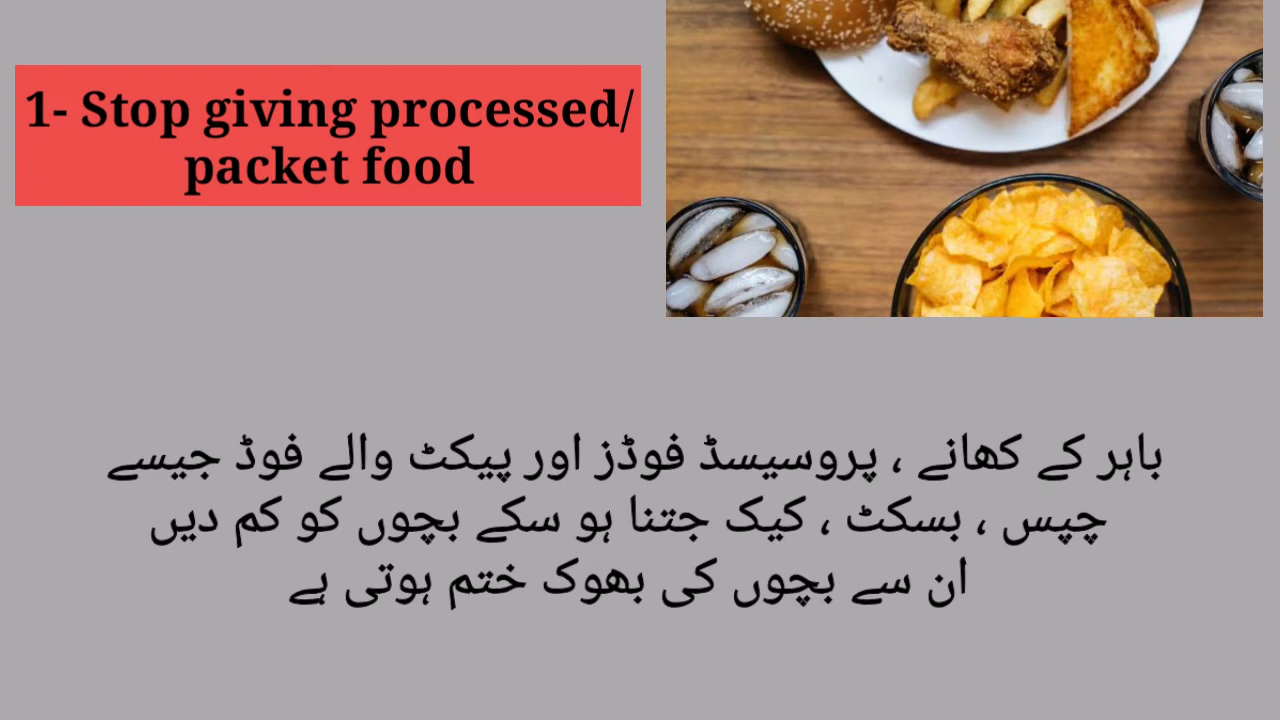 1- Stop giving processed/
packet food
باہر کے کھانے ، پروسیسڈ فوڈز اور پیکٹ والے فوڈ جیسے
چپس ، بسکٹ ، کیک جتنا ہو سکے بچوں کو کم دیں
ان سے بچوں کی بھوک ختم ہوتی ہے